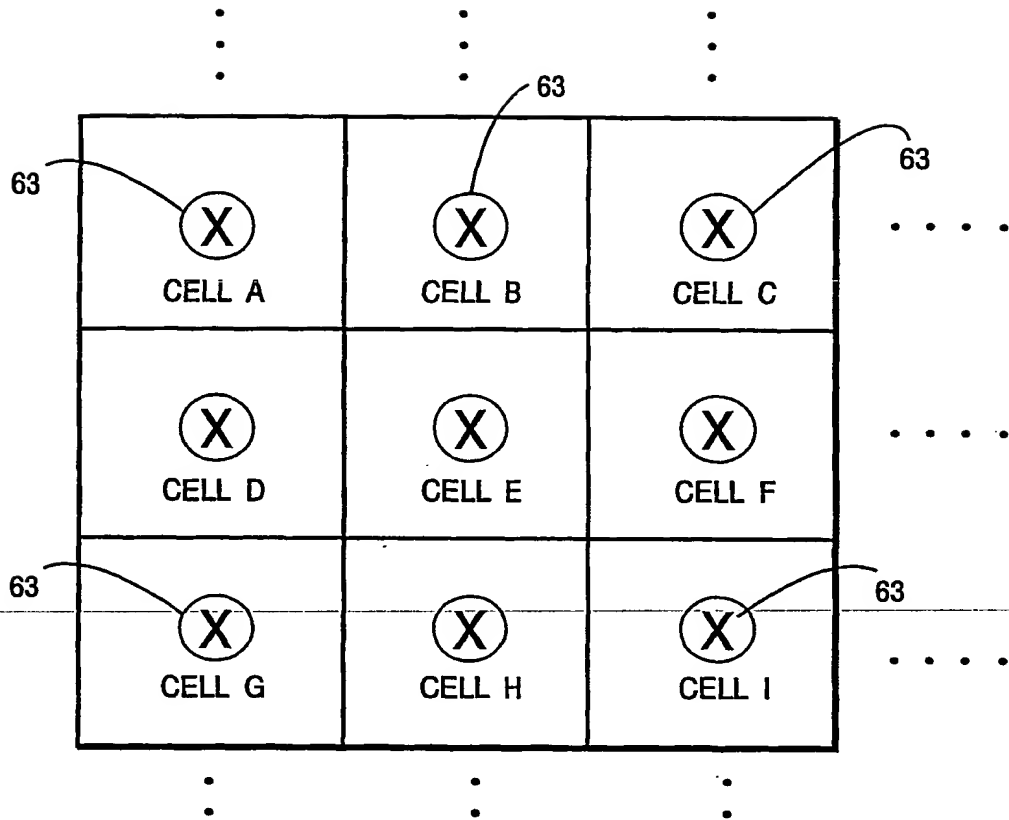 63
63
63
X X X
CELL A CELL B CELL C
X X X
CELL D CELL E CELL F
63
63
X X X
CELL G CELL H CELL I